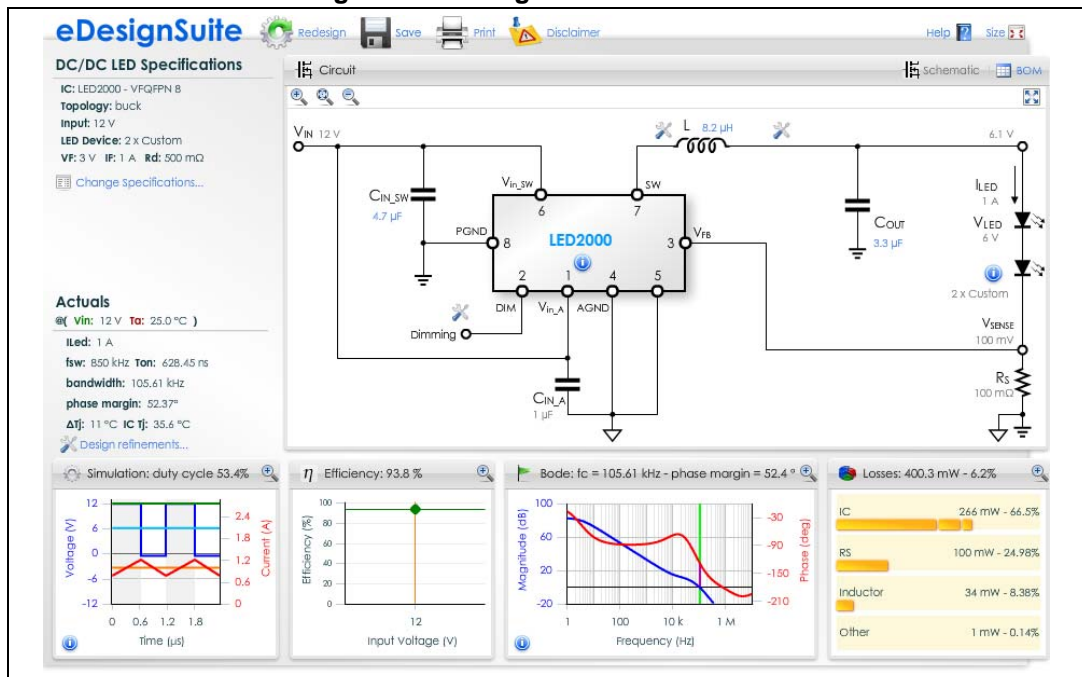 eDesignSuite Redesign Save Print Disclaimer Help Size
DC/DC LED Specifications
IC: LED2000 - VFQFPN 8
Topology: buck
Input: 12 V
LED Device: 2 x Custom
VF: 3 V IF: 1 A Rd: 500 mΩ
Change Specifications...
Actuals
@( Vin: 12 V Ta: 25.0 °C )
ILed: 1 A
fsw: 850 kHz Ton: 628.45 ns
bandwidth: 105.61 kHz
phase margin: 52.37°
ΔTj: 11 °C IC Tj: 35.6 °C
Design refinements...
Circuit Schematic BOM
VIN 12 V
L 8.2 µH
6.1 V
CIN_SW
4.7 µF
Vin_SW
6
SW
7
PGND
8
LED2000
3
VFB
2
1
4
5
DIM
Vin_A
AGND
Dimming
CIN_A
1 µF
COUT
3.3 µF
ILED
1 A
VLED
6 V
2 x Custom
VSENSE
100 mV
RS
100 mΩ
Simulation: duty cycle 53.4%
12
6
0
-6
-12
Voltage (V)
2.4
1.8
1.2
0.6
0
Current (A)
0 0.6 1.2 1.8
Time (µs)
η Efficiency: 93.8 %
100
80
60
40
20
0
Efficiency (%)
12
Input Voltage (V)
Bode: fc = 105.61 kHz - phase margin = 52.4 °
100
60
20
-20
Magnitude (dB)
-30
-90
-150
-210
Phase (deg)
1 100 10 k 1 M
Frequency (Hz)
Losses: 400.3 mW - 6.2%
IC 266 mW - 66.5%
RS 100 mW - 24.98%
Inductor 34 mW - 8.38%
Other 1 mW - 0.14%